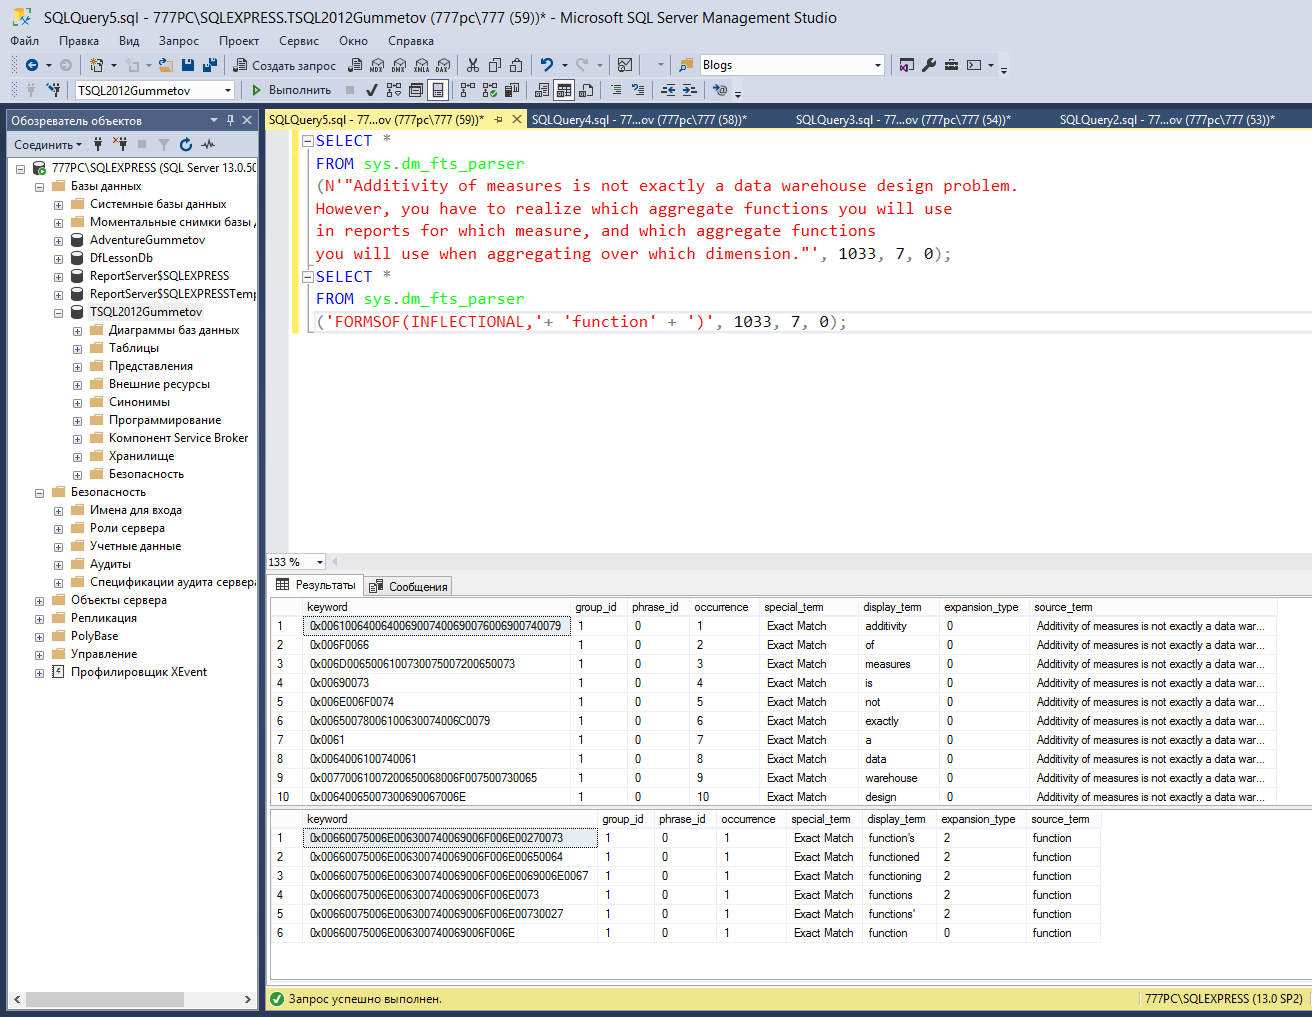 SQLQuery5.sql - 777PC\SQLEXPRESS.TSQL2012Gummetov (777pc\777 (59))* - Microsoft SQL Server Management Studio
Файл Правка Вид Запрос Проект Сервис Окно Справка
Создать запрос MDX DMX XMLA DAX Blogs
TSQL2012Gummetov Выполнить
Обозреватель объектов
Соединить
777PC\SQLEXPRESS (SQL Server 13.0.50
Базы данных
Системные базы данных
Моментальные снимки базы
AdventureGummetov
DfLessonDb
ReportServer$SQLEXPRESS
ReportServer$SQLEXPRESSTemp
TSQL2012Gummetov
Диаграммы баз данных
Таблицы
Представления
Внешние ресурсы
Синонимы
Программирование
Компонент Service Broker
Хранилище
Безопасность
Безопасность
Имена для входа
Роли сервера
Учетные данные
Аудиты
Спецификации аудита сервера
Объекты сервера
Репликация
PolyBase
Управление
Профилировщик XEvent
SQLQuery5.sql - 77...ov (777pc\777 (59))* SQLQuery4.sql - 77...ov (777pc\777 (58))* SQLQuery3.sql - 77...ov (777pc\777 (54))* SQLQuery2.sql - 77...ov (777pc\777 (53))*
SELECT *
FROM sys.dm_fts_parser
(N'"Additivity of measures is not exactly a data warehouse design problem.
However, you have to realize which aggregate functions you will use
in reports for which measure, and which aggregate functions
you will use when aggregating over which dimension."', 1033, 7, 0);
SELECT *
FROM sys.dm_fts_parser
('FORMSOF(INFLECTIONAL,'+ 'function' + ')', 1033, 7, 0);
133 %
Результаты Сообщения
keyword group_id phrase_id occurrence special_term display_term expansion_type source_term
1 0x0061006400640069007400690076006900740079 1 0 1 Exact Match additivity 0 Additivity of measures is not exactly a data war...
2 0x006F0066 1 0 2 Exact Match of 0 Additivity of measures is not exactly a data war...
3 0x006D0065006100730075007200650073 1 0 3 Exact Match measures 0 Additivity of measures is not exactly a data war...
4 0x00690073 1 0 4 Exact Match is 0 Additivity of measures is not exactly a data war...
5 0x006E006F0074 1 0 5 Exact Match not 0 Additivity of measures is not exactly a data war...
6 0x00650078006100630074006C0079 1 0 6 Exact Match exactly 0 Additivity of measures is not exactly a data war...
7 0x0061 1 0 7 Exact Match a 0 Additivity of measures is not exactly a data war...
8 0x0064006100740061 1 0 8 Exact Match data 0 Additivity of measures is not exactly a data war...
9 0x00770061007200650068006F007500730065 1 0 9 Exact Match warehouse 0 Additivity of measures is not exactly a data war...
10 0x00640065007300690067006E 1 0 10 Exact Match design 0 Additivity of measures is not exactly a data war...
keyword group_id phrase_id occurrence special_term display_term expansion_type source_term
1 0x00660075006E006300740069006F006E00270073 1 0 1 Exact Match function's 2 function
2 0x00660075006E006300740069006F006E00650064 1 0 1 Exact Match functioned 2 function
3 0x00660075006E006300740069006F006E0069006E0067 1 0 1 Exact Match functioning 2 function
4 0x00660075006E006300740069006F006E0073 1 0 1 Exact Match functions 2 function
5 0x00660075006E006300740069006F006E00730027 1 0 1 Exact Match functions' 2 function
6 0x00660075006E006300740069006F006E 1 0 1 Exact Match function 0 function
Запрос успешно выполнен. 777PC\SQLEXPRESS (13.0 SP2)